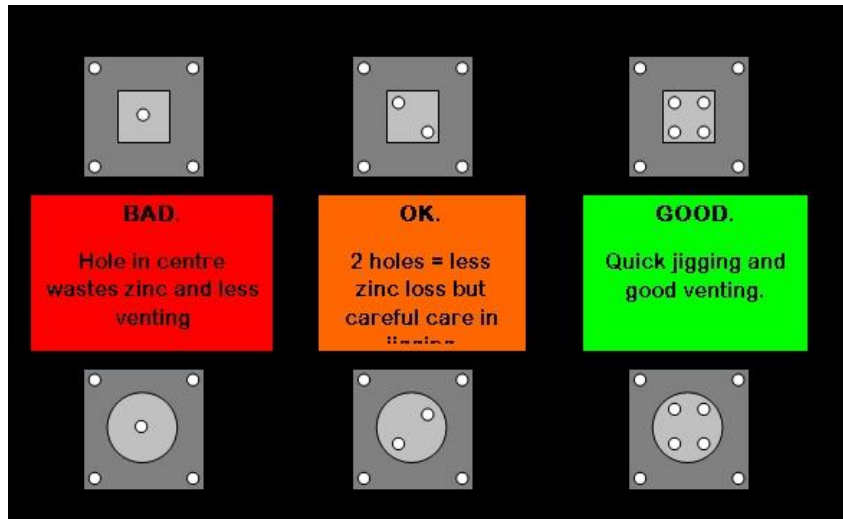 BAD.
Hole in centre
wastes zinc and less
venting
OK.
2 holes = less
zinc loss but
careful care in
GOOD.
Quick jigging and
good venting.